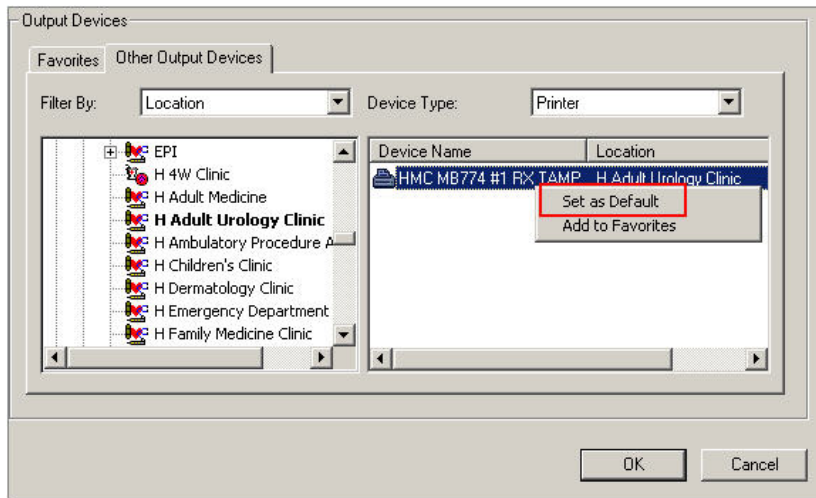 Output Devices
Favorites Other Output Devices
Filter By: Location Device Type: Printer
EPI
H 4W Clinic
H Adult Medicine
H Adult Urology Clinic
H Ambulatory Procedure A
H Children's Clinic
H Dermatology Clinic
H Emergency Department
H Family Medicine Clinic
Device Name Location
HMC MB774 #1 RX TAMP H Adult Urology Clinic
Set as Default
Add to Favorites
OK Cancel